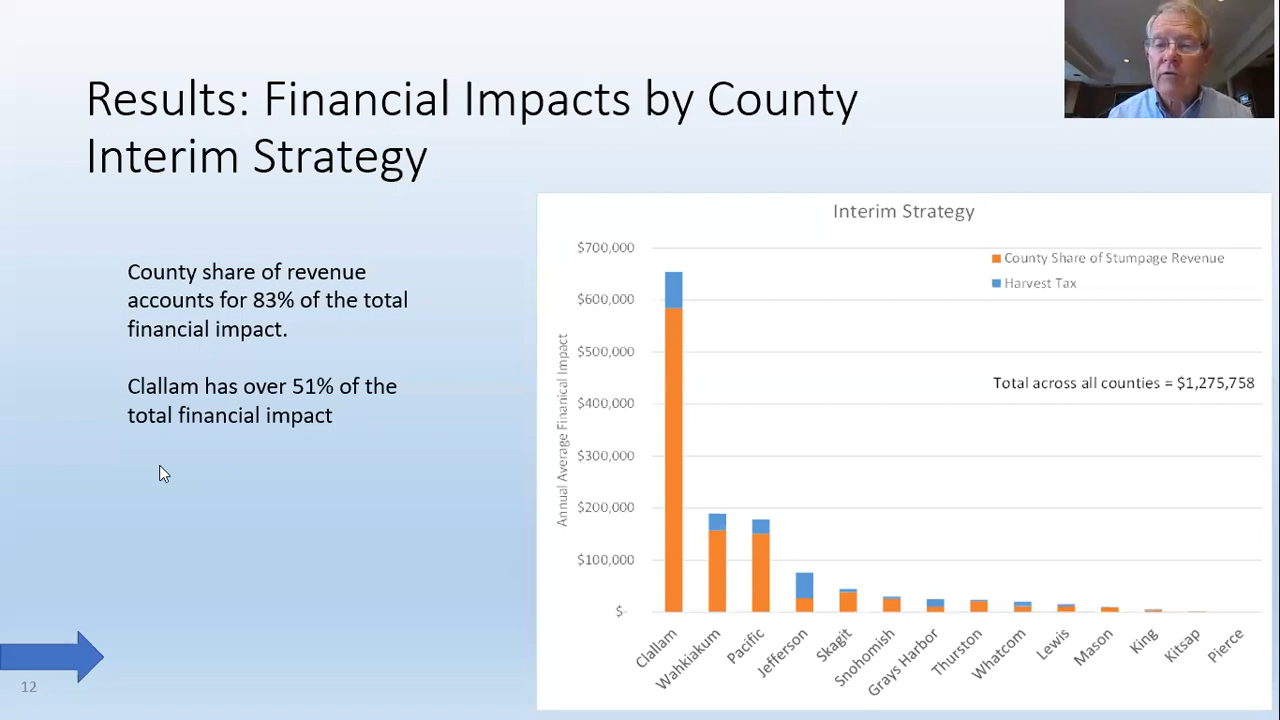 Results: Financial Impacts by County
Interim Strategy
County share of revenue
accounts for 83% of the total
financial impact.
Clallam has over 51% of the
total financial impact
12
Interim Strategy
Annual Average Finanical Impact
$700,000
$600,000
$500,000
$400,000
$300,000
$200,000
$100,000
$-
County Share of Stumpage Revenue
Harvest Tax
Total across all counties = $1,275,758
Clallam
Wahkiakum
Pacific
Jefferson
Skagit
Snohomish
Grays Harbor
Thurston
Whatcom
Lewis
Mason
King
Kitsap
Pierce